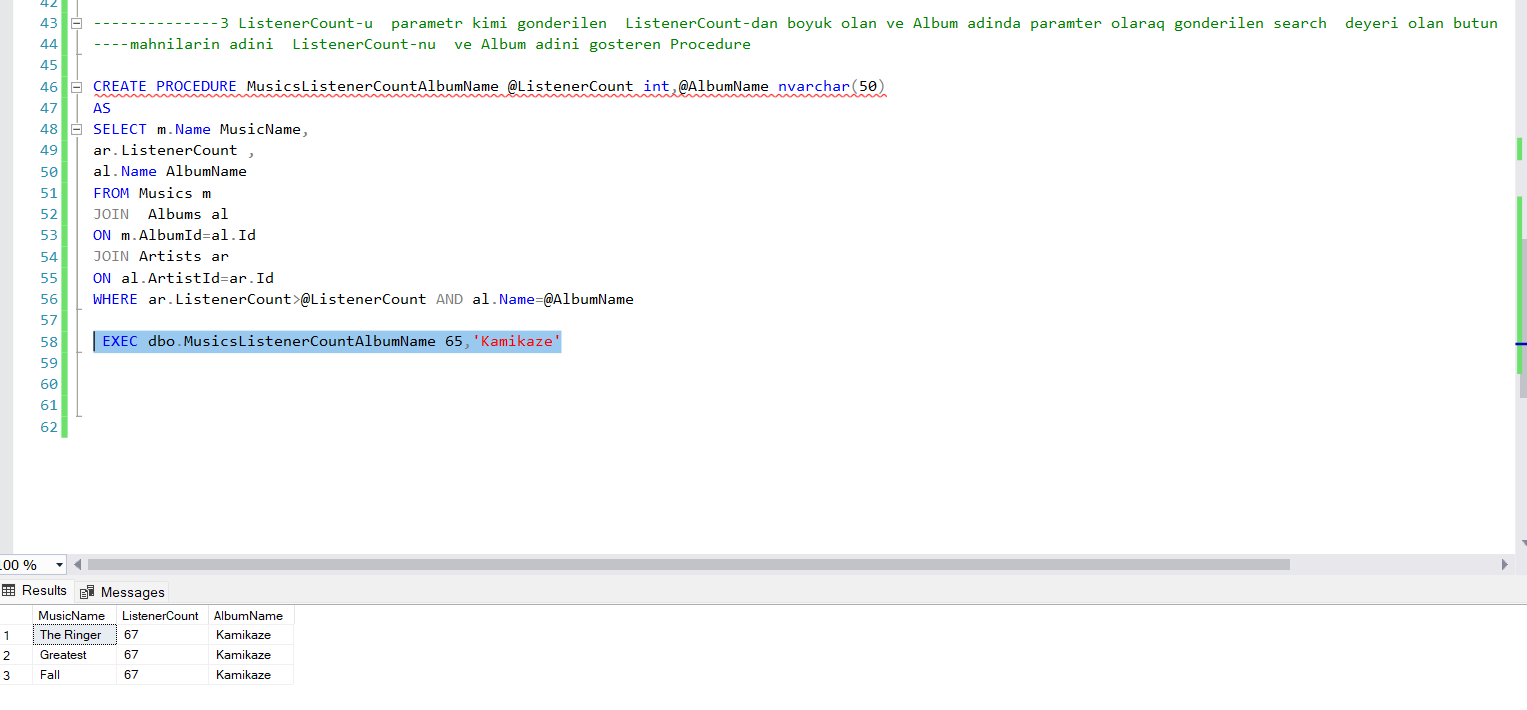 42
43 --------------3 ListenerCount-u  parametr kimi gonderilen  ListenerCount-dan boyuk olan ve Album adinda paramter olaraq gonderilen search  deyeri olan butun
44 ----mahnilarin adini  ListenerCount-nu  ve Album adini gosteren Procedure
45
46 CREATE PROCEDURE MusicsListenerCountAlbumName @ListenerCount int,@AlbumName nvarchar(50)
47 AS
48 SELECT m.Name MusicName,
49 ar.ListenerCount ,
50 al.Name AlbumName
51 FROM Musics m
52 JOIN  Albums al
53 ON m.AlbumId=al.Id
54 JOIN Artists ar
55 ON al.ArtistId=ar.Id
56 WHERE ar.ListenerCount>@ListenerCount AND al.Name=@AlbumName
57
58 EXEC dbo.MusicsListenerCountAlbumName 65,'Kamikaze'
59
60
61
62
.00 %
Results Messages
MusicName ListenerCount AlbumName
1 The Ringer 67 Kamikaze
2 Greatest 67 Kamikaze
3 Fall 67 Kamikaze